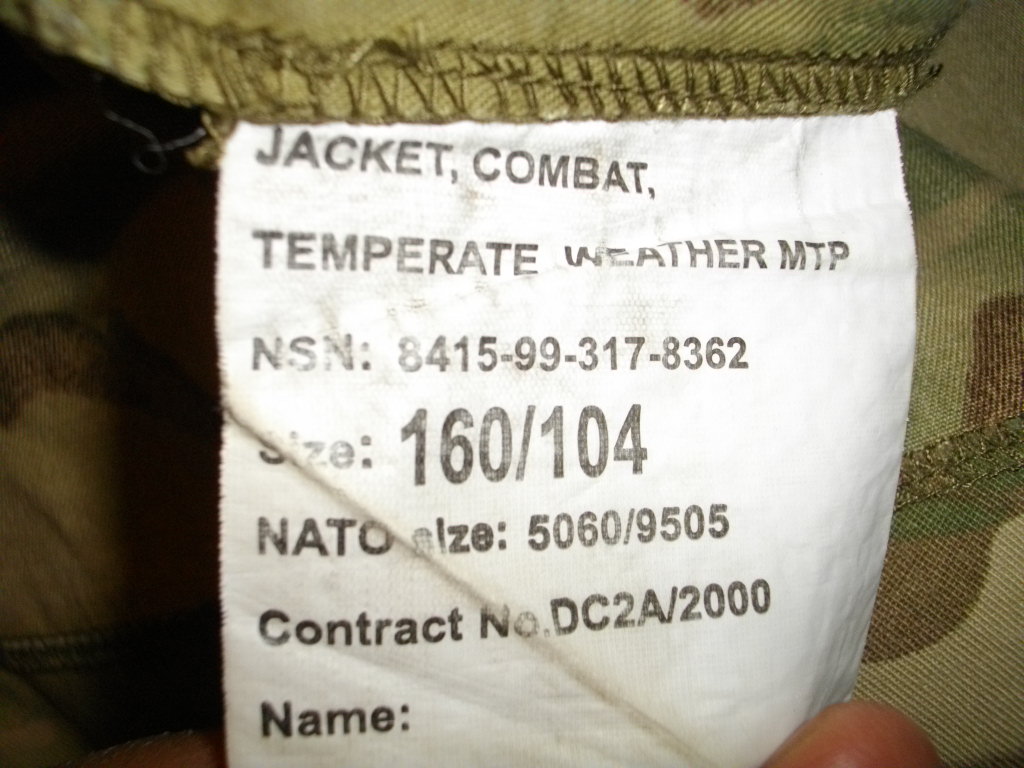 JACKET, COMBAT,
TEMPERATE WEATHER MTP
NSN: 8415-99-317-8362
Size: 160/104
NATO size: 5060/9505
Contract No.DC2A/2000
Name: